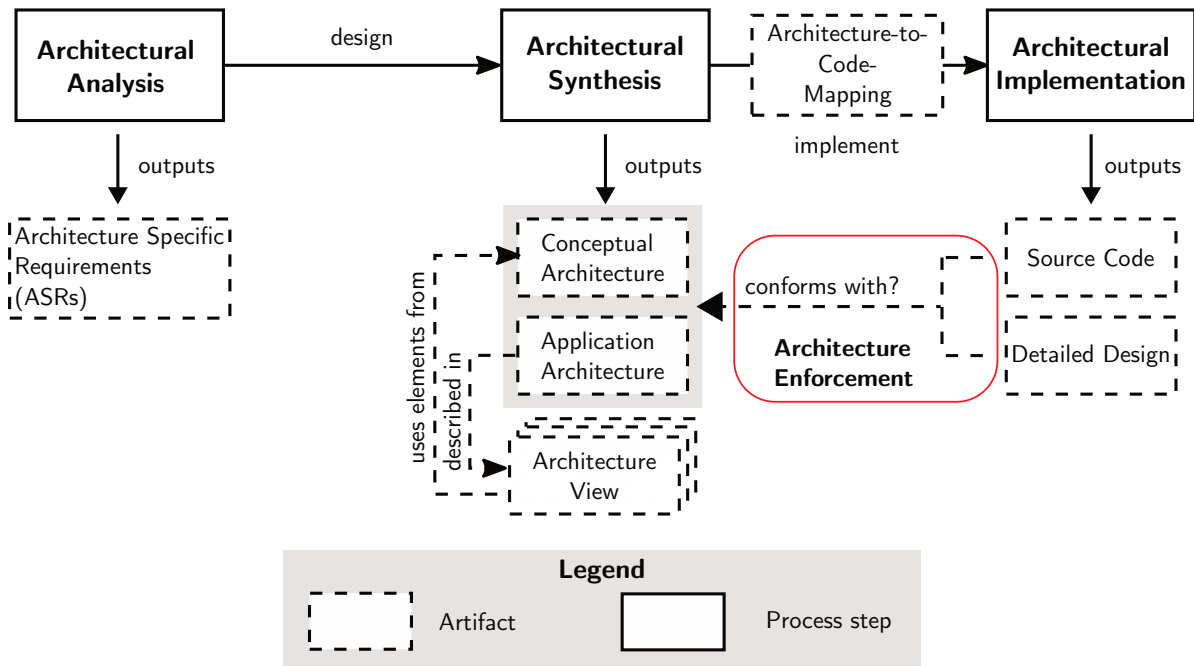 Architectural
Analysis
design
Architectural
Synthesis
Architecture-to-
Code-
Mapping
implement
Architectural
Implementation
outputs
outputs
outputs
Architecture Specific
Requirements
(ASRs)
Conceptual
Architecture
Application
Architecture
uses elements from
described in
Architecture
View
conforms with?
Architecture
Enforcement
Source Code
Detailed Design
Legend
Artifact
Process step